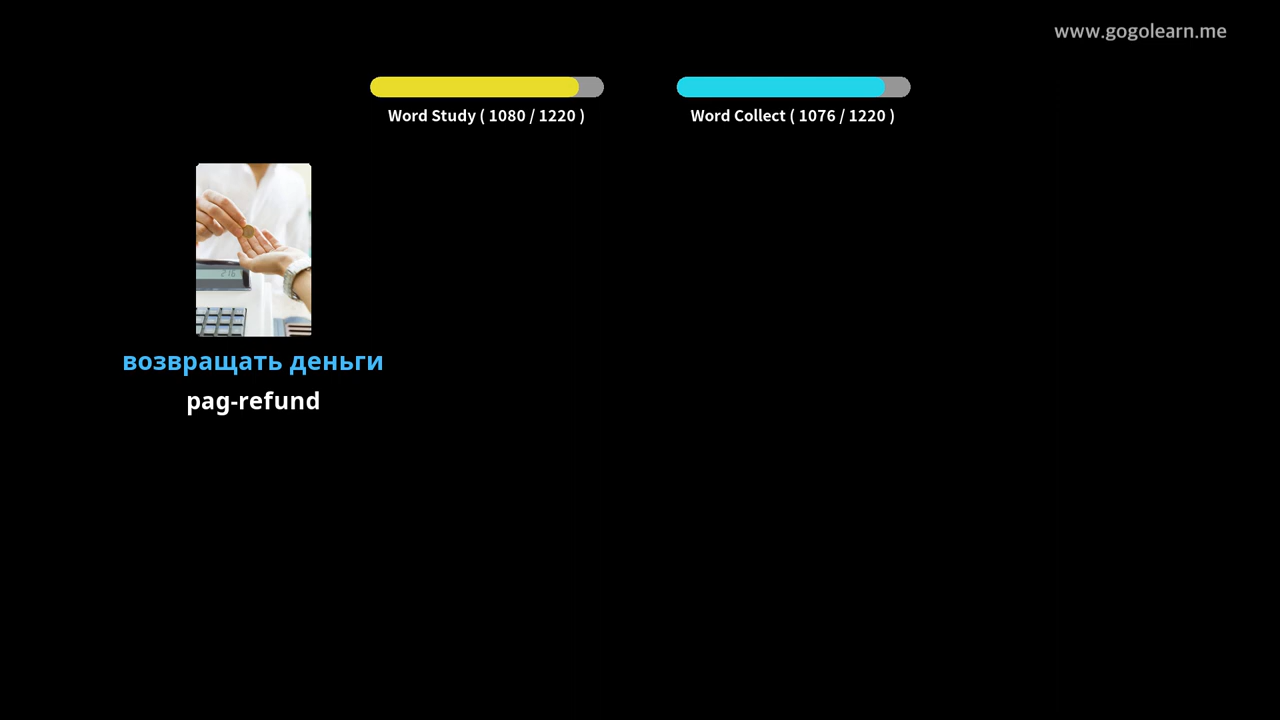 www.gogolearn.me
Word Study ( 1080 / 1220 )
Word Collect ( 1076 / 1220 )
возвращать деньги
pag-refund